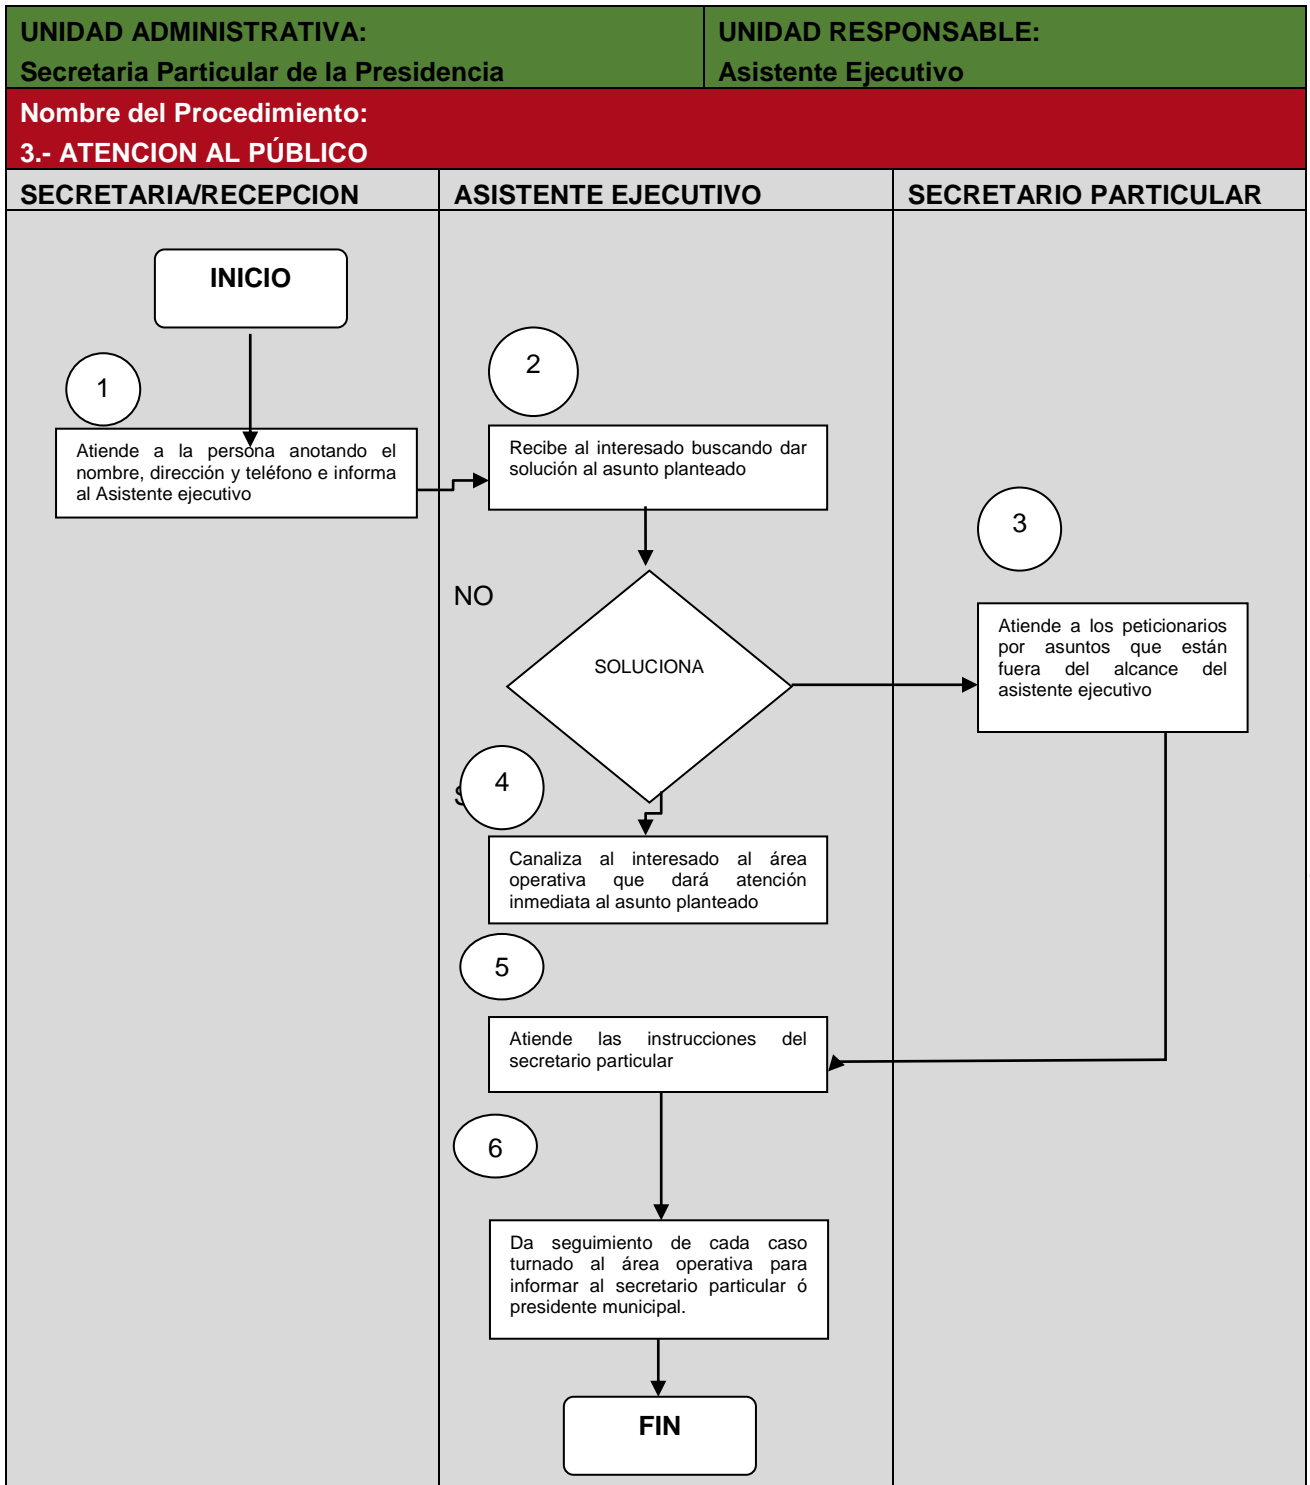 UNIDAD ADMINISTRATIVA:
Secretaria Particular de la Presidencia
UNIDAD RESPONSABLE:
Asistente Ejecutivo
Nombre del Procedimiento:
3.- ATENCION AL PÚBLICO
SECRETARIA/RECEPCION
ASISTENTE EJECUTIVO
SECRETARIO PARTICULAR
INICIO
1
Atiende a la persona anotando el
nombre, dirección y teléfono e informa
al Asistente ejecutivo
2
Recibe al interesado buscando dar
solución al asunto planteado
NO
SOLUCIONA
3
Atiende a los peticionarios
por asuntos que están
fuera del alcance del
asistente ejecutivo
4
Canaliza al interesado al área
operativa que dará atención
inmediata al asunto planteado
5
Atiende las instrucciones del
secretario particular
6
Da seguimiento de cada caso
turnado al área operativa para
informar al secretario particular ó
presidente municipal.
FIN